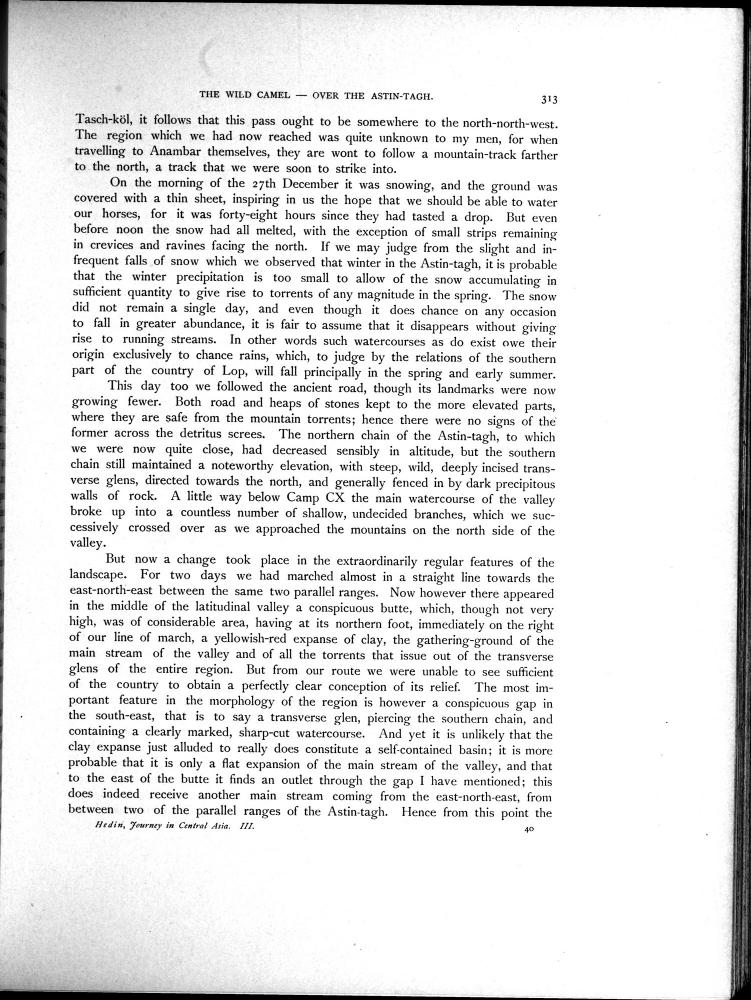 THE WILD CAMEL — OVER THE ASTIN-TAGH. 313
Tasch-köl, it follows that this pass ought to be somewhere to the north-north-west.
The region which we had now reached was quite unknown to my men, for when
travelling to Anambar themselves, they are wont to follow a mountain-track farther
to the north, a track that we were soon to strike into.
On the morning of the 27th December it was snowing, and the ground was
covered with a thin sheet, inspiring in us the hope that we should be able to water
our horses, for it was forty-eight hours since they had tasted a drop. But even
before noon the snow had all melted, with the exception of small strips remaining
in crevices and ravines facing the north. If we may judge from the slight and in-
frequent falls of snow which we observed that winter in the Astin-tagh, it is probable
that the winter precipitation is too small to allow of the snow accumulating in
sufficient quantity to give rise to torrents of any magnitude in the spring. The snow
did not remain a single day, and even though it does chance on any occasion
to fall in greater abundance, it is fair to assume that it disappears without giving
rise to running streams. In other words such watercourses as do exist owe their
origin exclusively to chance rains, which, to judge by the relations of the southern
part of the country of Lop, will fall principally in the spring and early summer.
This day too we followed the ancient road, though its landmarks were now
growing fewer. Both road and heaps of stones kept to the more elevated parts,
where they are safe from the mountain torrents; hence there were no signs of the
former across the detritus screes. The northern chain of the Astin-tagh, to which
we were now quite close, had decreased sensibly in altitude, but the southern
chain still maintained a noteworthy elevation, with steep, wild, deeply incised trans-
verse glens, directed towards the north, and generally fenced in by dark precipitous
walls of rock. A little way below Camp CX the main watercourse of the valley
broke up into a countless number of shallow, undecided branches, which we suc-
cessively crossed over as we approached the mountains on the north side of the
valley.
But now a change took place in the extraordinarily regular features of the
landscape. For two days we had marched almost in a straight line towards the
east-north-east between the same two parallel ranges. Now however there appeared
in the middle of the latitudinal valley a conspicuous butte, which, though not very
high, was of considerable area, having at its northern foot, immediately on the right
of our line of march, a yellowish-red expanse of clay, the gathering-ground of the
main stream of the valley and of all the torrents that issue out of the transverse
glens of the entire region. But from our route we were unable to see sufficient
of the country to obtain a perfectly clear conception of its relief. The most im-
portant feature in the morphology of the region is however a conspicuous gap in
the south-east, that is to say a transverse glen, piercing the southern chain, and
containing a clearly marked, sharp-cut watercourse. And yet it is unlikely that the
clay expanse just alluded to really does constitute a self-contained basin; it is more
probable that it is only a flat expansion of the main stream of the valley, and that
to the east of the butte it finds an outlet through the gap I have mentioned; this
does indeed receive another main stream coming from the east-north-east, from
between two of the parallel ranges of the Astin-tagh. Hence from this point the
Hedin, Journey in Central Asia. III. 40